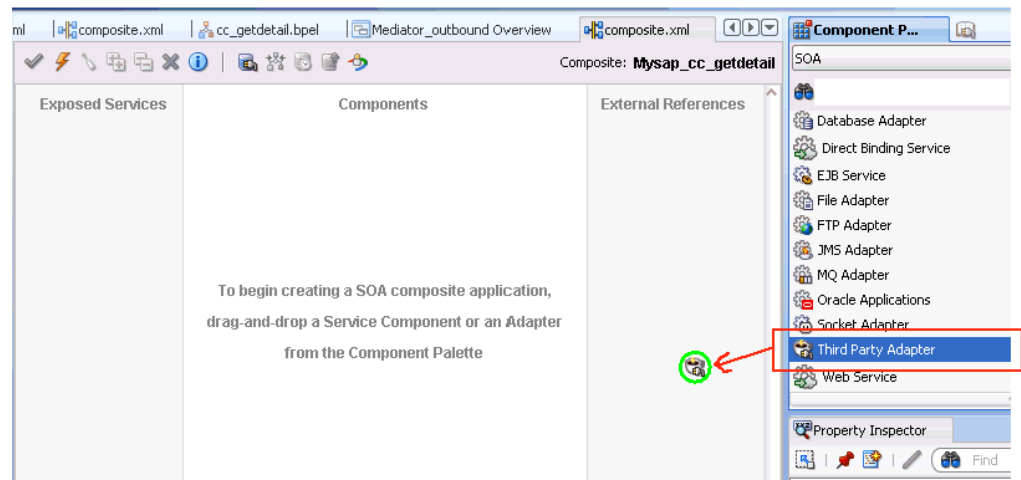 ml
composite.xml
cc_getdetail.bpel
Mediator_outbound Overview
composite.xml
Component P...
Composite: Mysap_cc_getdetail
SOA
Exposed Services
Components
External References
Database Adapter
Direct Binding Service
EJB Service
File Adapter
FTP Adapter
JMS Adapter
MQ Adapter
Oracle Applications
Socket Adapter
Third Party Adapter
Web Service
To begin creating a SOA composite application,
drag-and-drop a Service Component or an Adapter
from the Component Palette
Property Inspector
Find